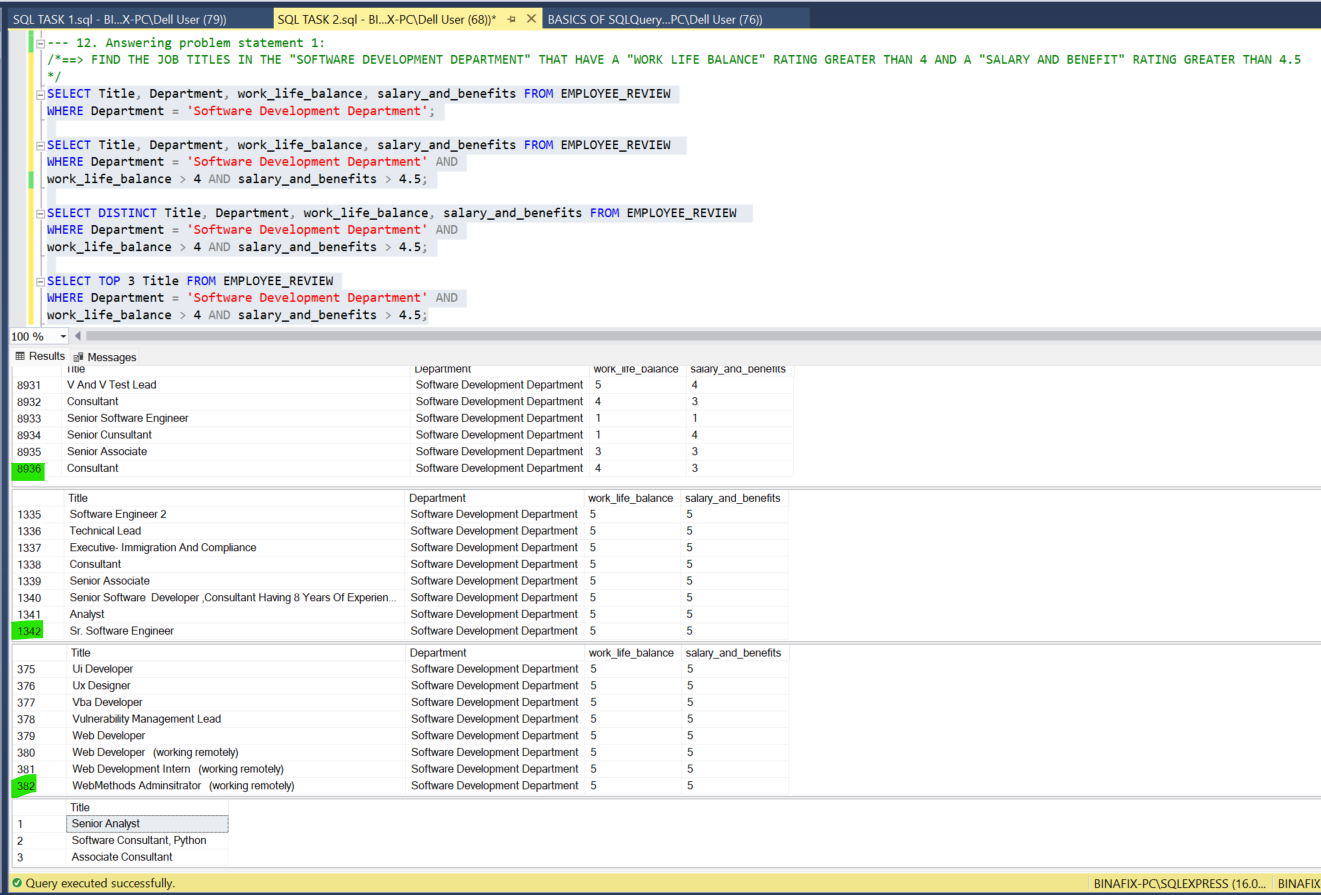 SQL TASK 1.sql - BI...X-PC\Dell User (79)) SQL TASK 2.sql - BI...X-PC\Dell User (68))* BASICS OF SQLQuery...PC\Dell User (76))
--- 12. Answering problem statement 1:
/*==> FIND THE JOB TITLES IN THE "SOFTWARE DEVELOPMENT DEPARTMENT" THAT HAVE A "WORK LIFE BALANCE" RATING GREATER THAN 4 AND A "SALARY AND BENEFIT" RATING GREATER THAN 4.5
*/
SELECT Title, Department, work_life_balance, salary_and_benefits FROM EMPLOYEE_REVIEW
WHERE Department = 'Software Development Department';
SELECT Title, Department, work_life_balance, salary_and_benefits FROM EMPLOYEE_REVIEW
WHERE Department = 'Software Development Department' AND
work_life_balance > 4 AND salary_and_benefits > 4.5;
SELECT DISTINCT Title, Department, work_life_balance, salary_and_benefits FROM EMPLOYEE_REVIEW
WHERE Department = 'Software Development Department' AND
work_life_balance > 4 AND salary_and_benefits > 4.5;
SELECT TOP 3 Title FROM EMPLOYEE_REVIEW
WHERE Department = 'Software Development Department' AND
work_life_balance > 4 AND salary_and_benefits > 4.5;
100 %
Results Messages
Title Department work_life_balance salary_and_benefits
8931 V And V Test Lead Software Development Department 5 4
8932 Consultant Software Development Department 4 3
8933 Senior Software Engineer Software Development Department 1 1
8934 Senior Cunsultant Software Development Department 1 4
8935 Senior Associate Software Development Department 3 3
8936 Consultant Software Development Department 4 3
Title Department work_life_balance salary_and_benefits
1335 Software Engineer 2 Software Development Department 5 5
1336 Technical Lead Software Development Department 5 5
1337 Executive- Immigration And Compliance Software Development Department 5 5
1338 Consultant Software Development Department 5 5
1339 Senior Associate Software Development Department 5 5
1340 Senior Software Developer ,Consultant Having 8 Years Of Experien... Software Development Department 5 5
1341 Analyst Software Development Department 5 5
1342 Sr. Software Engineer Software Development Department 5 5
Title Department work_life_balance salary_and_benefits
375 Ui Developer Software Development Department 5 5
376 Ux Designer Software Development Department 5 5
377 Vba Developer Software Development Department 5 5
378 Vulnerability Management Lead Software Development Department 5 5
379 Web Developer Software Development Department 5 5
380 Web Developer (working remotely) Software Development Department 5 5
381 Web Development Intern (working remotely) Software Development Department 5 5
382 WebMethods Adminsitrator (working remotely) Software Development Department 5 5
Title
1 Senior Analyst
2 Software Consultant, Python
3 Associate Consultant
Query executed successfully. BINAFIX-PC\SQLEXPRESS (16.0... BINAFIX